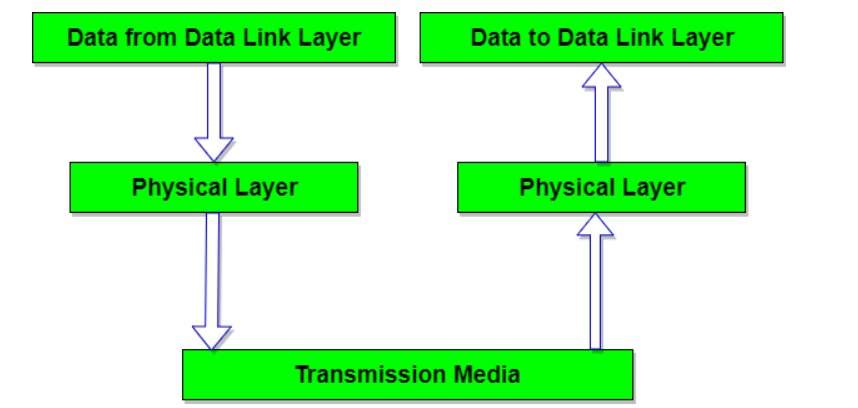 Data from Data Link Layer
Data to Data Link Layer
Physical Layer
Physical Layer
Transmission Media